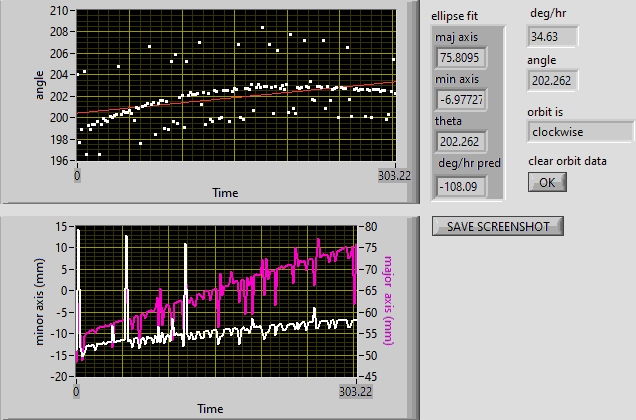 210
208
206
204
202
200
198
196
angle
0
303.22
Time
ellipse fit
maj axis
75.8095
min axis
-6.97727
theta
202.262
deg/hr pred
-108.09
deg/hr
34.63
angle
202.262
orbit is
clockwise
clear orbit data
OK
SAVE SCREENSHOT
15
10
5
0
-5
-10
-15
-20
minor axis (mm)
80
75
70
65
60
55
50
45
major axis (mm)
0
303.22
Time